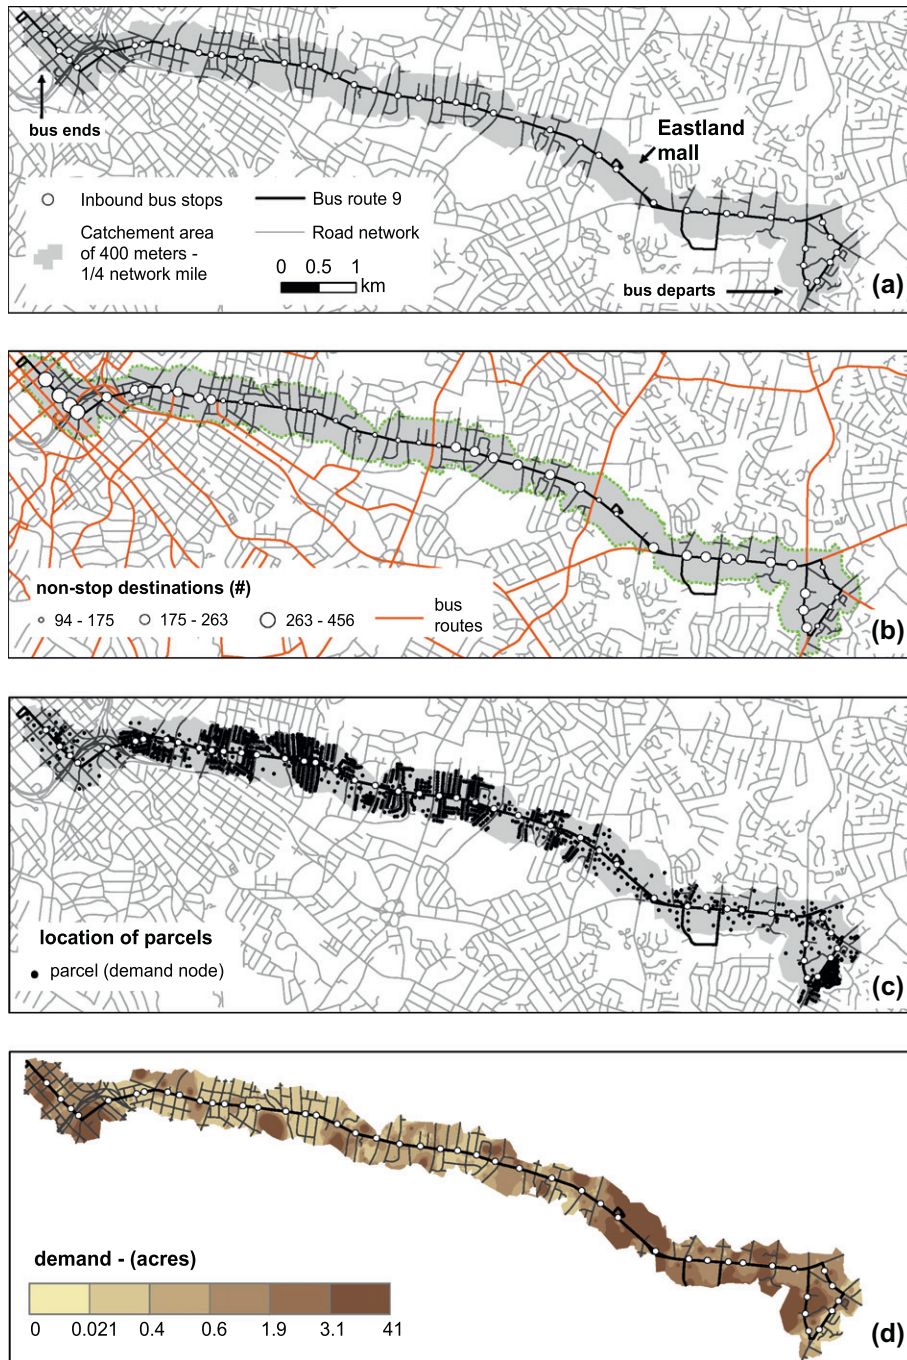 bus ends
Eastland
mall
Inbound bus stops
Bus route 9
Catchement area
of 400 meters -
1/4 network mile
Road network
0 0.5 1
km
bus departs
(a)
non-stop destinations (#)
94 - 175
175 - 263
263 - 456
bus
routes
(b)
location of parcels
parcel (demand node)
(c)
demand - (acres)
0 0.021 0.4 0.6 1.9 3.1 41
(d)